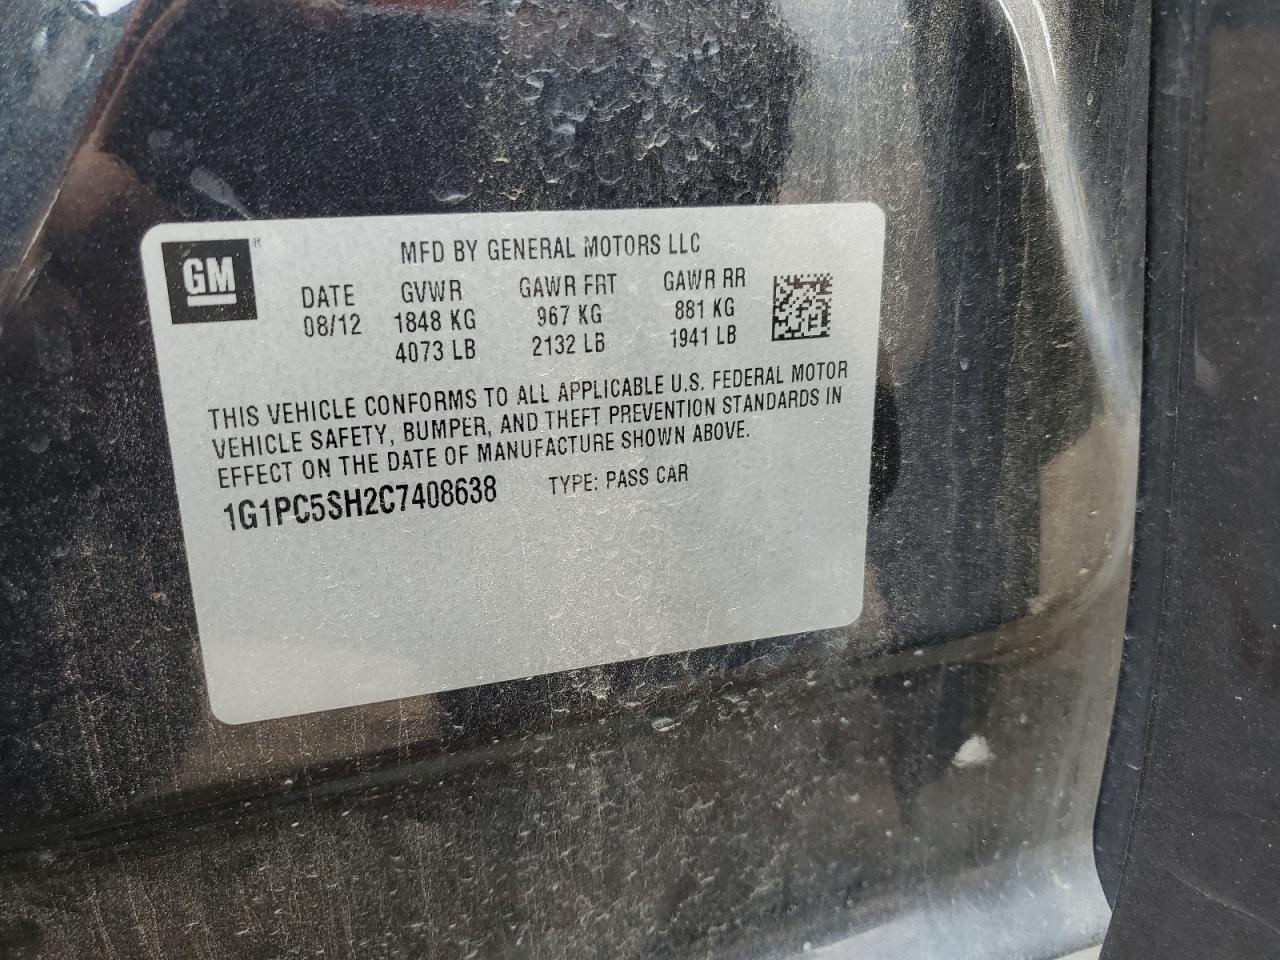 GM ®
MFD BY GENERAL MOTORS LLC
DATE GVWR GAWR FRT GAWR RR
08/12 1848 KG 967 KG 881 KG
4073 LB 2132 LB 1941 LB
THIS VEHICLE CONFORMS TO ALL APPLICABLE U.S. FEDERAL MOTOR
VEHICLE SAFETY, BUMPER, AND THEFT PREVENTION STANDARDS IN
EFFECT ON THE DATE OF MANUFACTURE SHOWN ABOVE.
1G1PC5SH2C7408638 TYPE: PASS CAR